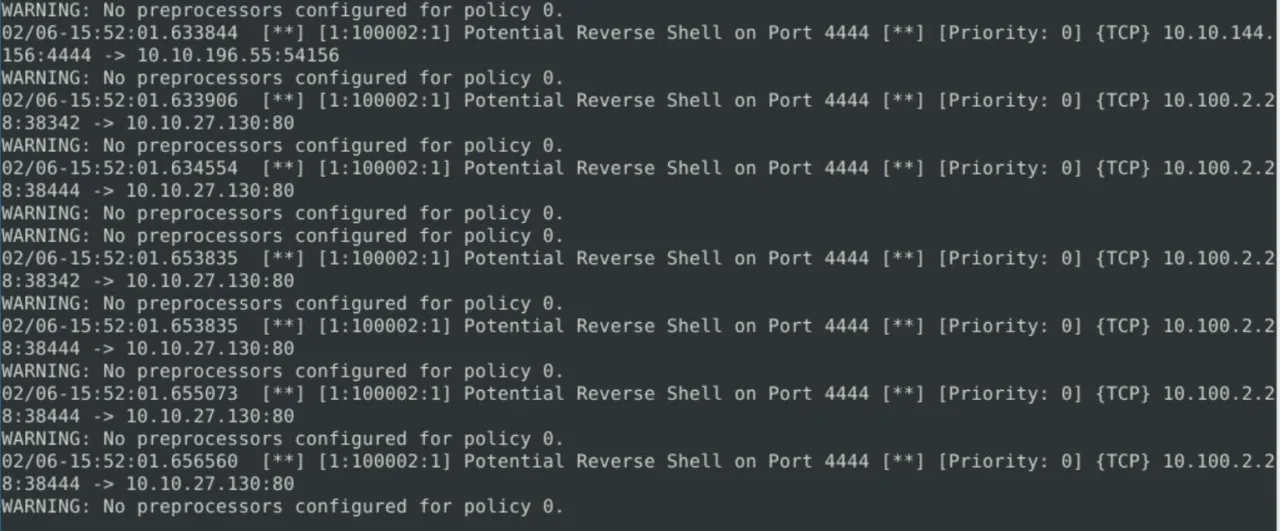 WARNING: No preprocessors configured for policy 0.
02/06-15:52:01.633844  [**] [1:100002:1] Potential Reverse Shell on Port 4444 [**] [Priority: 0] {TCP} 10.10.144.
156:4444 -> 10.10.196.55:54156
WARNING: No preprocessors configured for policy 0.
02/06-15:52:01.633906  [**] [1:100002:1] Potential Reverse Shell on Port 4444 [**] [Priority: 0] {TCP} 10.100.2.2
8:38342 -> 10.10.27.130:80
WARNING: No preprocessors configured for policy 0.
02/06-15:52:01.634554  [**] [1:100002:1] Potential Reverse Shell on Port 4444 [**] [Priority: 0] {TCP} 10.100.2.2
8:38444 -> 10.10.27.130:80
WARNING: No preprocessors configured for policy 0.
WARNING: No preprocessors configured for policy 0.
02/06-15:52:01.653835  [**] [1:100002:1] Potential Reverse Shell on Port 4444 [**] [Priority: 0] {TCP} 10.100.2.2
8:38342 -> 10.10.27.130:80
WARNING: No preprocessors configured for policy 0.
02/06-15:52:01.653835  [**] [1:100002:1] Potential Reverse Shell on Port 4444 [**] [Priority: 0] {TCP} 10.100.2.2
8:38444 -> 10.10.27.130:80
WARNING: No preprocessors configured for policy 0.
02/06-15:52:01.655073  [**] [1:100002:1] Potential Reverse Shell on Port 4444 [**] [Priority: 0] {TCP} 10.100.2.2
8:38444 -> 10.10.27.130:80
WARNING: No preprocessors configured for policy 0.
02/06-15:52:01.656560  [**] [1:100002:1] Potential Reverse Shell on Port 4444 [**] [Priority: 0] {TCP} 10.100.2.2
8:38444 -> 10.10.27.130:80
WARNING: No preprocessors configured for policy 0.